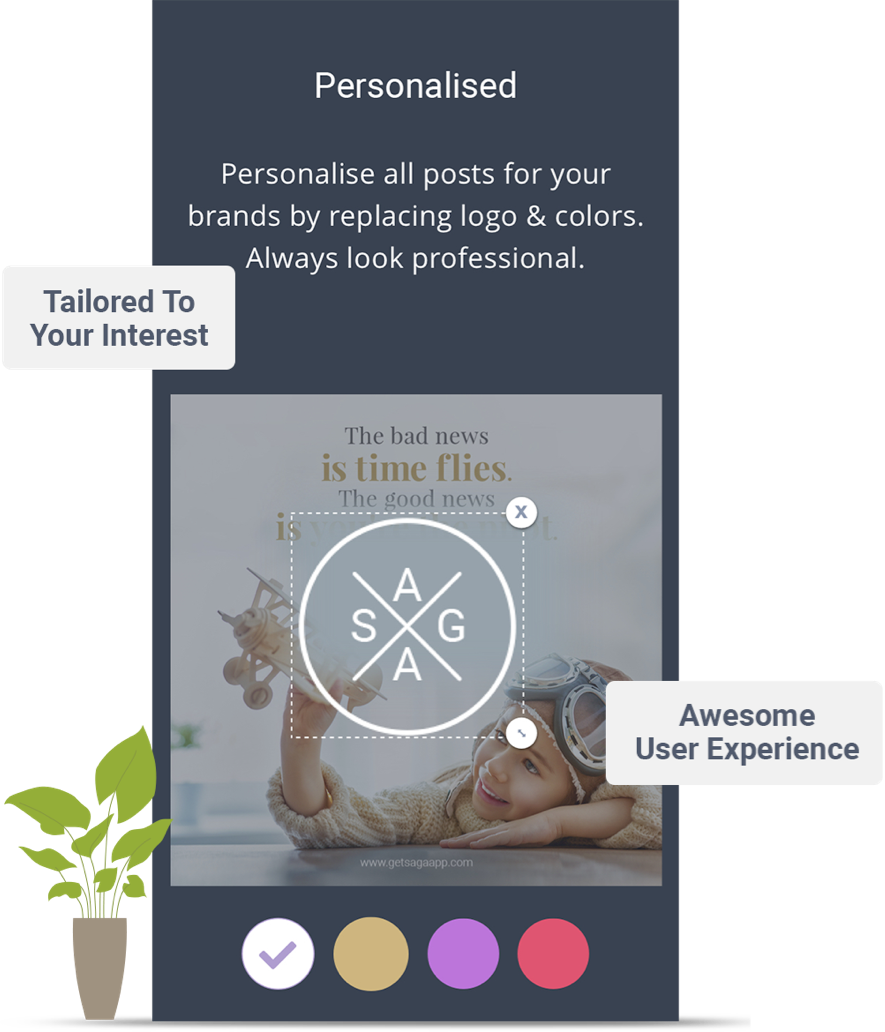 Personalised
Personalise all posts for your
brands by replacing logo & colors.
Always look professional.
Tailored To
Your Interest
The bad news
is time flies.
The good news
is
X
A
S G
A
Awesome
User Experience
www.getsagaapp.com